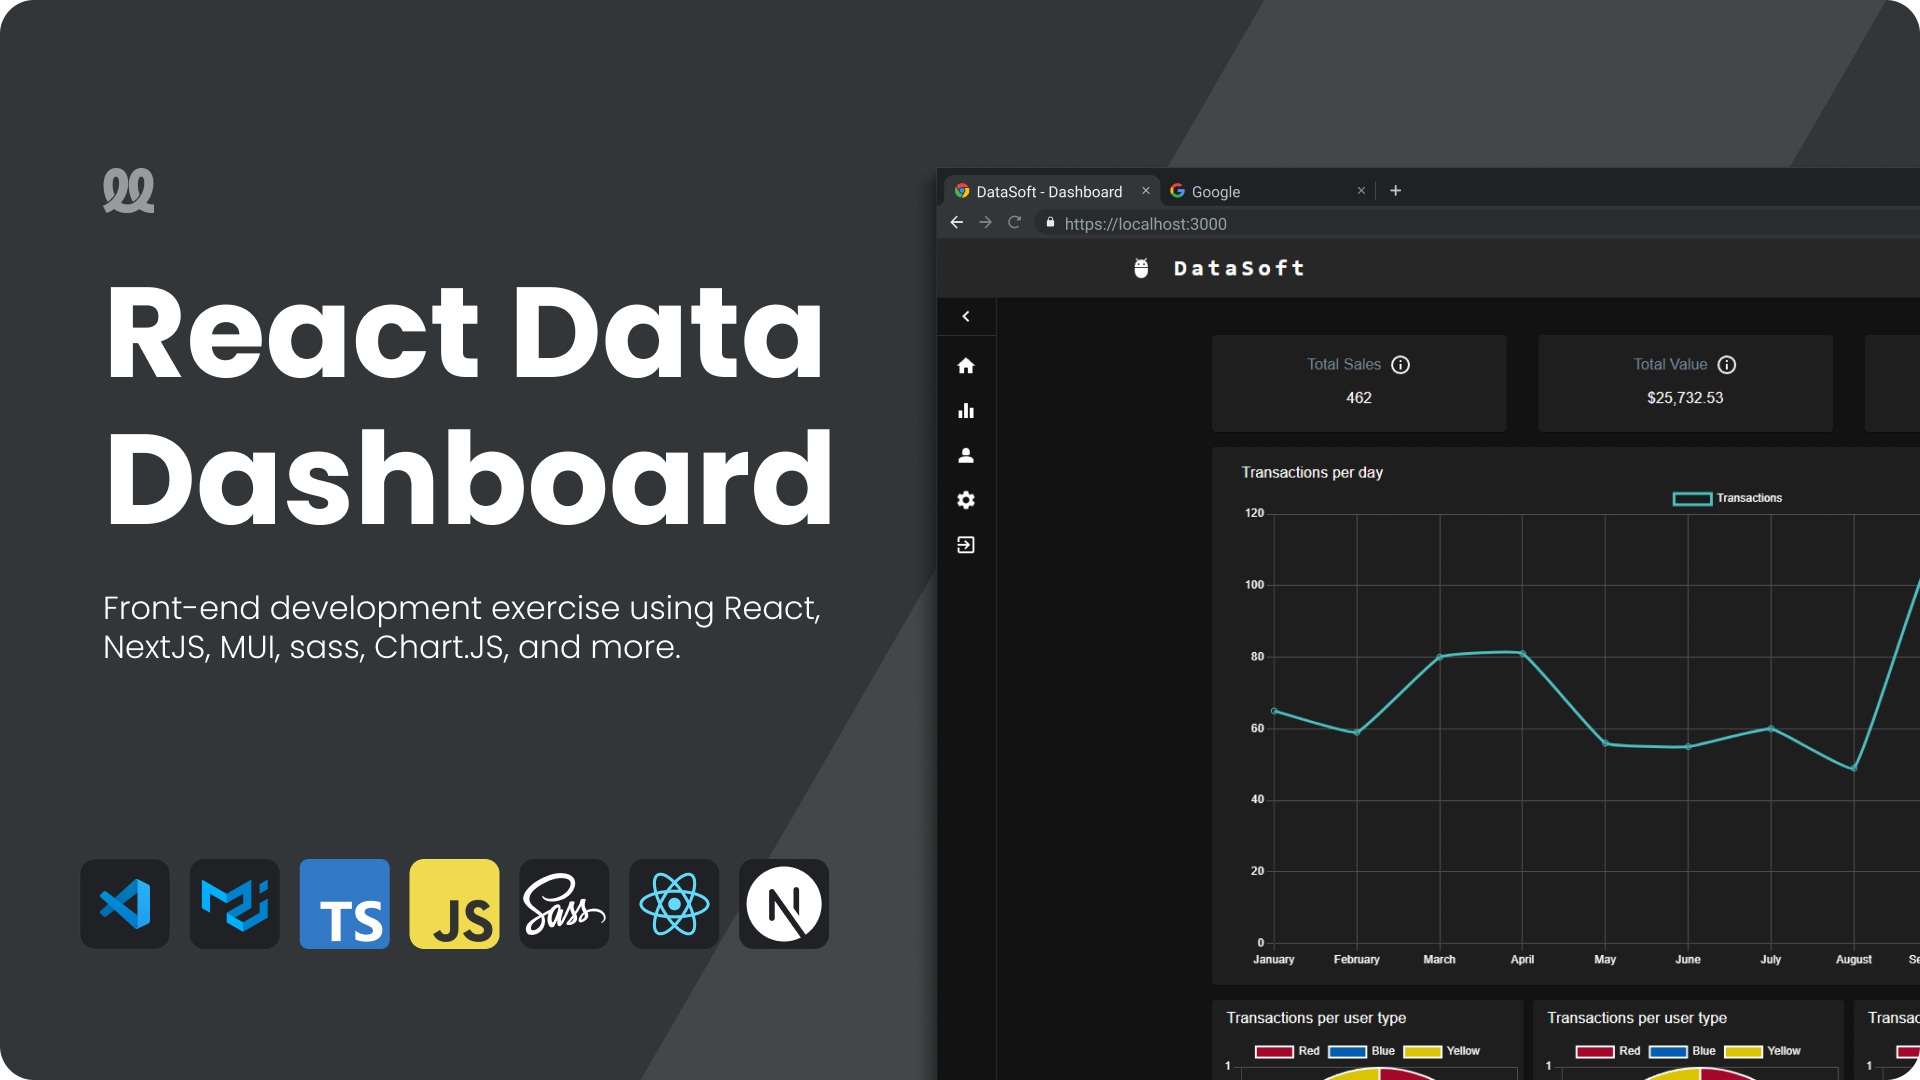 React Data
Dashboard
Front-end development exercise using React,
NextJS, MUI, sass, Chart.JS, and more.
TS
JS
Sass
N
DataSoft - Dashboard
Google
https://localhost:3000
DataSoft
Total Sales
462
Total Value
$25,732.53
Transactions per day
Transactions
120
100
80
60
40
20
0
January February March April May June July August Se
Transactions per user type
Red Blue Yellow
1
Transactions per user type
Red Blue Yellow
1
Transac
1